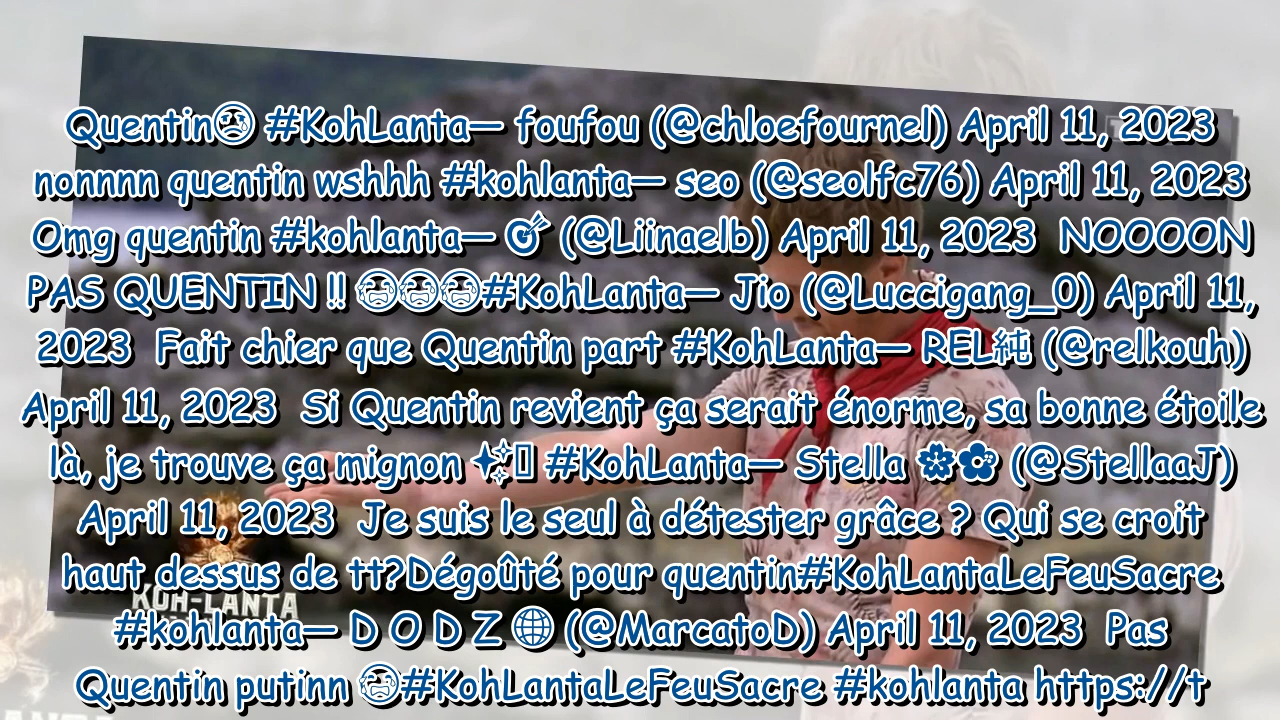 Quentin😢 #KohLanta— foufou (@chloefournel) April 11, 2023
nonnnn quentin wshhh #kohlanta— seo (@seolfc76) April 11, 2023
Omg quentin #kohlanta— 🎯 (@Liinaelb) April 11, 2023 NOOOON
PAS QUENTIN !! 😭😭😭#KohLanta— Jio (@Luccigang_0) April 11,
2023 Fait chier que Quentin part #KohLanta— REL純 (@relkouh)
April 11, 2023 Si Quentin revient ça serait énorme, sa bonne étoile
là, je trouve ça mignon ✨ #KohLanta— Stella 🌸🌺 (@StellaaJ)
April 11, 2023 Je suis le seul à détester grâce ? Qui se croit
haut dessus de tt?Dégoûté pour quentin#KohLantaLeFeuSacre
#kohlanta— D O D Z 🌐 (@MarcatoD) April 11, 2023 Pas
Quentin putinn 😭#KohLantaLeFeuSacre #kohlanta https://t
KOH-LANTA